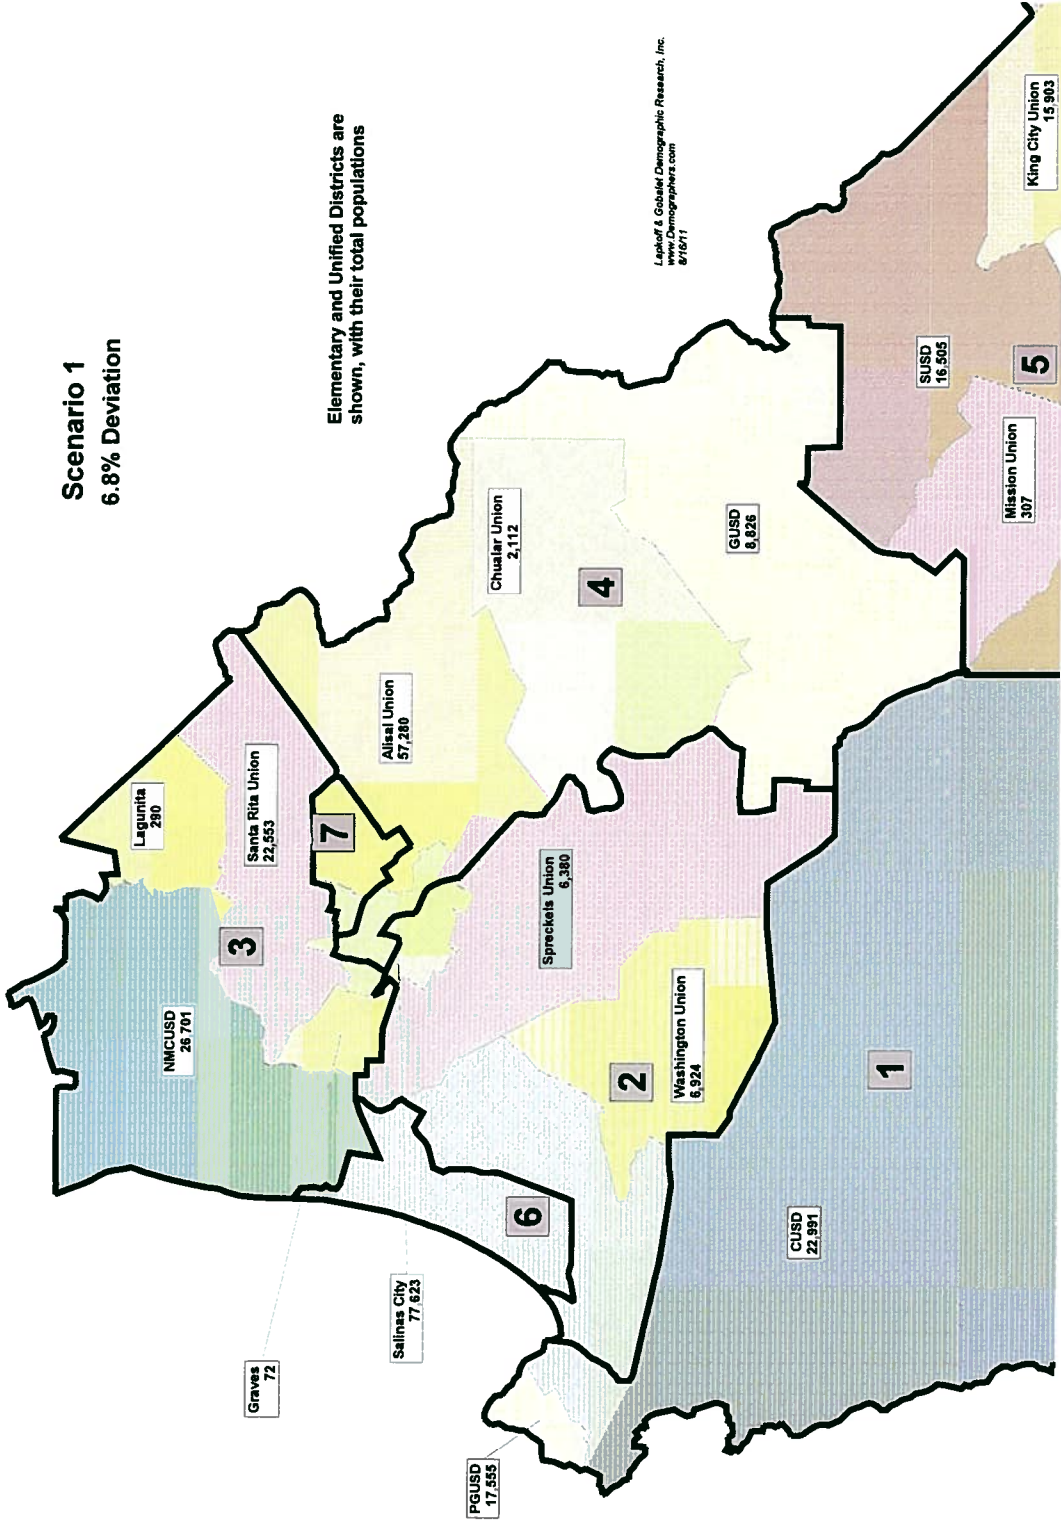 Scenario 1
6.8% Deviation
Elementary and Unified Districts are
shown, with their total populations
Lapkoff & Gobalet Demographic Research, Inc.
www.Demographers.com
8/16/11
Lagunita
290
Santa Rita Union
22,553
7
3
NMCUSD
26 701
Graves
72
Alisal Union
57,280
Chualar Union
2,112
4
GUSD
8,826
Spreckels Union
6,380
Washington Union
6,924
2
6
Salinas City
77 623
PGUSD
17,555
CUSD
22,991
1
SUSD
16,505
5
Mission Union
307
King City Union
15,903